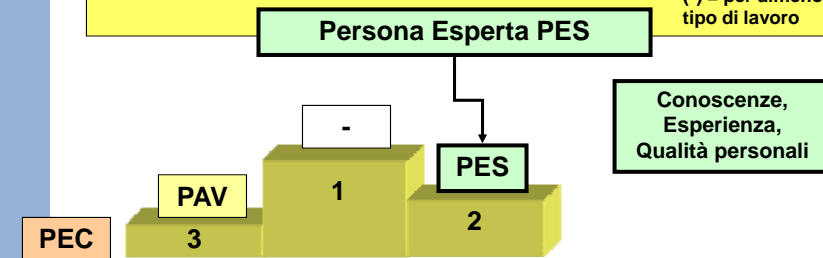 tipo di lavoro
Persona Esperta PES
Conoscenze,
Esperienza,
Qualità personali
-
PES
PAV
1
2
PEC
3